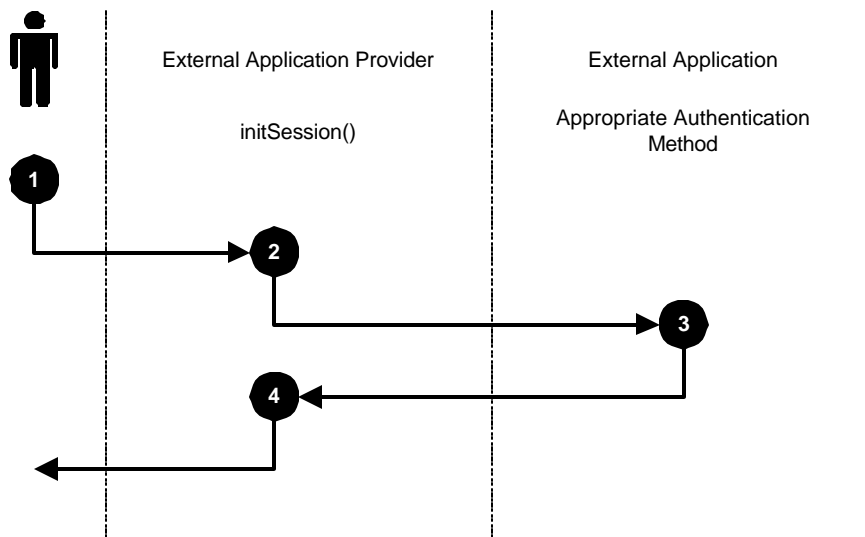 External Application Provider
External Application
initSession()
Appropriate Authentication
Method
1
2
3
4